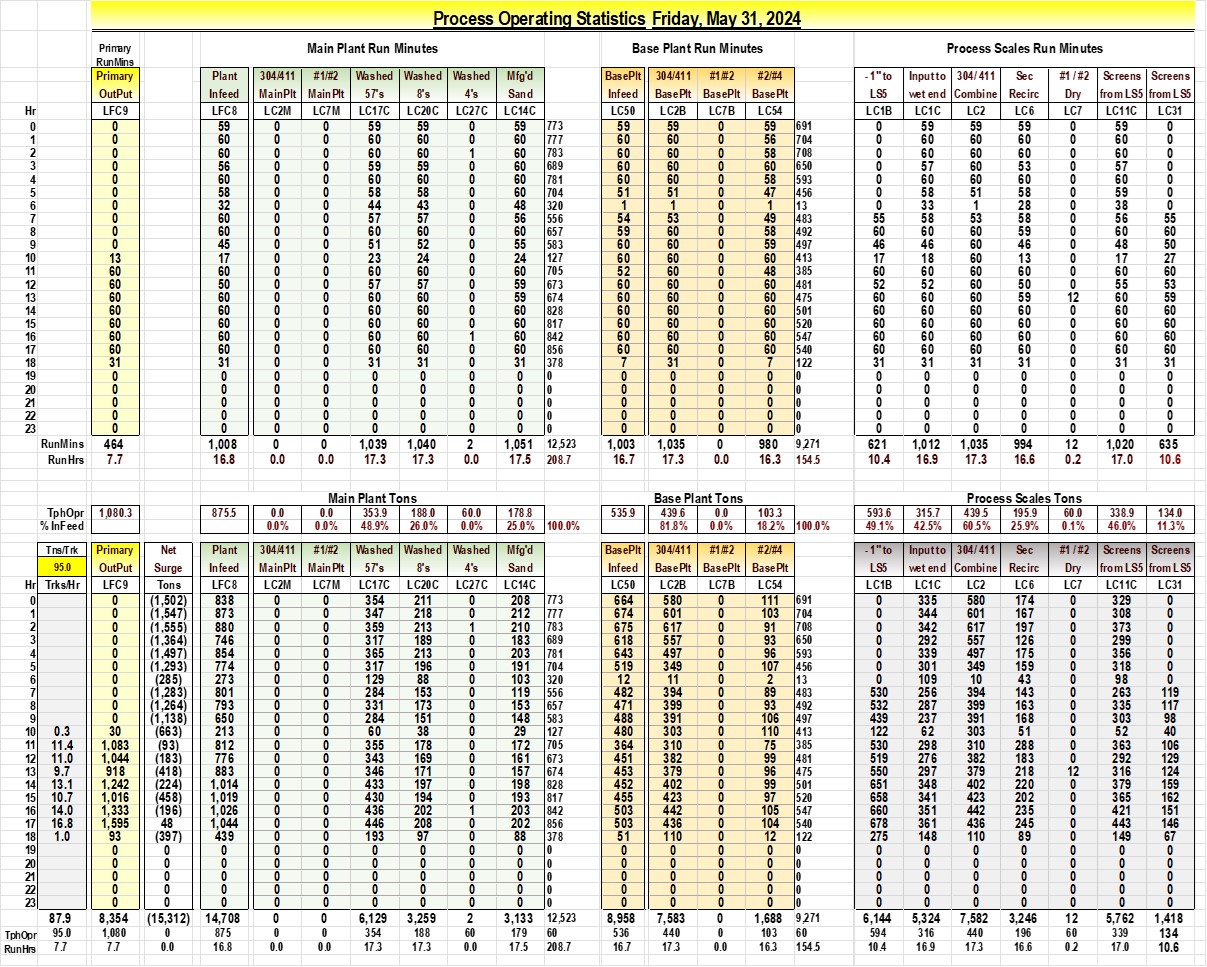 Process Operating Statistics Friday, May 31, 2024
Primary RunMins Main Plant Run Minutes Base Plant Run Minutes Process Scales Run Minutes
Primary Plant 304/411 #1/#2 Washed Washed Washed Mfg'd BasePlt 304/411 #1/#2 #2/#4 - 1" to Input to 304/ 411 Sec #1 / #2 Screens Screens
OutPut Infeed MainPlt MainPlt 57's 8's 4's Sand Infeed BasePlt BasePlt BasePlt LS5 wet end Combine Recirc Dry from LS5 from LS5
Hr LFC9 LFC8 LC2M LC7M LC17C LC20C LC27C LC14C LC50 LC2B LC7B LC54 LC1B LC1C LC2 LC6 LC7 LC11C LC31
0 0 59 0 0 59 59 0 59 773 59 59 0 59 691 0 59 59 59 0 59 0
1 0 60 0 0 60 60 0 60 777 60 60 0 56 704 0 60 60 60 0 60 0
2 0 60 0 0 60 60 1 60 783 60 60 0 58 708 0 60 60 60 0 60 0
3 0 56 0 0 59 59 0 60 689 60 60 0 60 650 0 57 60 53 0 57 0
4 0 60 0 0 60 60 0 60 781 60 60 0 58 593 0 60 60 60 0 60 0
5 0 58 0 0 58 58 0 60 704 51 51 0 47 456 0 58 51 58 0 59 0
6 0 32 0 0 44 43 0 48 320 1 1 0 1 13 0 33 1 28 0 38 0
7 0 60 0 0 57 57 0 56 556 54 53 0 49 483 55 58 53 58 0 56 55
8 0 60 0 0 60 60 0 60 657 59 60 0 58 492 60 60 60 60 0 60 60
9 0 45 0 0 51 52 0 55 583 60 60 0 59 497 46 46 60 46 0 48 50
10 13 17 0 0 23 24 0 24 127 60 60 0 60 413 17 18 60 13 0 17 27
11 60 60 0 0 60 60 0 60 705 52 60 0 48 385 60 60 60 60 0 60 60
12 60 50 0 0 57 57 0 59 673 60 60 0 60 481 52 52 60 50 0 55 53
13 60 60 0 0 60 60 0 59 674 60 60 0 60 475 60 60 60 59 12 60 59
14 60 60 0 0 60 60 0 60 828 60 60 0 60 501 60 60 60 60 0 60 60
15 60 60 0 0 60 60 0 60 817 60 60 0 60 520 60 60 60 60 0 60 60
16 60 60 0 0 60 60 1 60 842 60 60 0 60 547 60 60 60 60 0 60 60
17 60 60 0 0 60 60 0 60 856 60 60 0 60 540 60 60 60 60 0 60 60
18 31 31 0 0 31 31 0 31 378 7 31 0 7 122 31 31 31 31 0 31 31
19 0 0 0 0 0 0 0 0 0 0 0 0 0 0 0 0 0 0 0 0 0
20 0 0 0 0 0 0 0 0 0 0 0 0 0 0 0 0 0 0 0 0 0
21 0 0 0 0 0 0 0 0 0 0 0 0 0 0 0 0 0 0 0 0 0
22 0 0 0 0 0 0 0 0 0 0 0 0 0 0 0 0 0 0 0 0 0
23 0 0 0 0 0 0 0 0 0 0 0 0 0 0 0 0 0 0 0 0 0
RunMins 464 1,008 0 0 1,039 1,040 2 1,051 12,523 1,003 1,035 0 980 9,271 621 1,012 1,035 994 12 1,020 635
Run Hrs 7.7 16.8 0.0 0.0 17.3 17.3 0.0 17.5 208.7 16.7 17.3 0.0 16.3 154.5 10.4 16.9 17.3 16.6 0.2 17.0 10.6
Main Plant Tons Base Plant Tons Process Scales Tons
TphOpr 1,080.3 875.5 0.0 0.0 353.9 188.0 60.0 178.8 535.9 439.6 0.0 103.3 593.6 315.7 439.5 195.9 60.0 338.9 134.0
% InFeed 0.0% 0.0% 48.9% 26.0% 0.0% 25.0% 100.0% 81.8% 0.0% 18.2% 100.0% 49.1% 42.5% 60.5% 25.9% 0.1% 46.0% 11.3%
Tns/Trk Primary Net Plant 304/411 #1/#2 Washed Washed Washed Mfg'd BasePlt 304/411 #1/#2 #2/#4 - 1" to Input to 304/ 411 Sec #1 / #2 Screens Screens
95.0 OutPut Surge Infeed MainPlt MainPlt 57's 8's 4's Sand Infeed BasePlt BasePlt BasePlt LS5 wet end Combine Recirc Dry from LS5 from LS5
Hr Trks/Hr LFC9 Tons LFC8 LC2M LC7M LC17C LC20C LC27C LC14C LC50 LC2B LC7B LC54 LC1B LC1C LC2 LC6 LC7 LC11C LC31
0 0 (1,502) 838 0 0 354 211 0 208 773 664 580 0 111 691 0 335 580 174 0 329 0
1 0 (1,547) 873 0 0 347 218 0 212 777 674 601 0 103 704 0 344 601 167 0 308 0
2 0 (1,555) 880 0 0 359 213 1 210 783 675 617 0 91 708 0 342 617 197 0 373 0
3 0 (1,364) 746 0 0 317 189 0 183 689 618 557 0 93 650 0 292 557 126 0 299 0
4 0 (1,497) 854 0 0 365 213 0 203 781 643 497 0 96 593 0 339 497 175 0 356 0
5 0 (1,293) 774 0 0 317 196 0 191 704 519 349 0 107 456 0 301 349 159 0 318 0
6 0 (285) 273 0 0 129 88 0 103 320 12 11 0 2 13 0 109 10 43 0 98 0
7 0 (1,283) 801 0 0 284 153 0 119 556 482 394 0 89 483 530 256 394 143 0 263 119
8 0 (1,264) 793 0 0 331 173 0 153 657 471 399 0 93 492 532 287 399 163 0 335 117
9 0 (1,138) 650 0 0 284 151 0 148 583 488 391 0 106 497 439 237 391 168 0 303 98
10 0.3 30 (663) 213 0 0 60 38 0 29 127 480 303 0 110 413 122 62 303 51 0 52 40
11 11.4 1,083 (93) 812 0 0 355 178 0 172 705 364 310 0 75 385 530 298 310 288 0 363 106
12 11.0 1,044 (183) 776 0 0 343 169 0 161 673 451 382 0 99 481 519 276 382 183 0 292 129
13 9.7 918 (418) 883 0 0 346 171 0 157 674 453 379 0 96 475 550 297 379 218 12 316 124
14 13.1 1,242 (224) 1,014 0 0 433 197 0 198 828 452 402 0 99 501 651 348 402 220 0 379 159
15 10.7 1,016 (458) 1,019 0 0 430 194 0 193 817 455 423 0 97 520 658 341 423 202 0 365 162
16 14.0 1,333 (196) 1,026 0 0 436 202 1 203 842 503 442 0 105 547 660 351 442 235 0 421 151
17 16.8 1,595 48 1,044 0 0 446 208 0 202 856 503 436 0 104 540 678 361 436 245 0 443 146
18 1.0 93 (397) 439 0 0 193 97 0 88 378 51 110 0 12 122 275 148 110 89 0 149 67
19 0 0 0 0 0 0 0 0 0 0 0 0 0 0 0 0 0 0 0 0 0 0
20 0 0 0 0 0 0 0 0 0 0 0 0 0 0 0 0 0 0 0 0 0 0
21 0 0 0 0 0 0 0 0 0 0 0 0 0 0 0 0 0 0 0 0 0 0
22 0 0 0 0 0 0 0 0 0 0 0 0 0 0 0 0 0 0 0 0 0 0
23 0 0 0 0 0 0 0 0 0 0 0 0 0 0 0 0 0 0 0 0 0 0
87.9 8,354 (15,312) 14,708 0 0 6,129 3,259 2 3,133 12,523 8,958 7,583 0 1,688 9,271 6,144 5,324 7,582 3,246 12 5,762 1,418
TphOpr 95.0 1,080 0 875 0 0 354 188 60 179 60 536 440 0 103 60 594 316 440 196 60 339 134
RunHrs 7.7 7.7 0.0 16.8 0.0 0.0 17.3 17.3 0.0 17.5 208.7 16.7 17.3 0.0 16.3 154.5 10.4 16.9 17.3 16.6 0.2 17.0 10.6